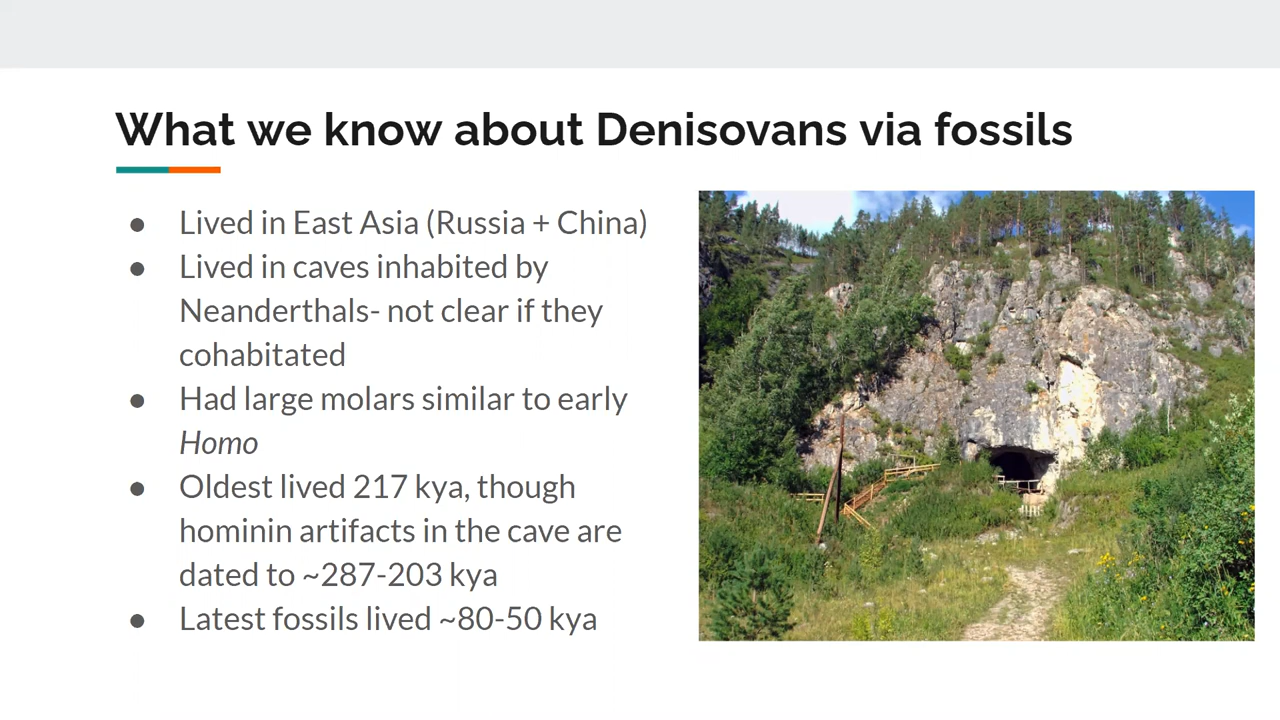 What we know about Denisovans via fossils
● Lived in East Asia (Russia + China)
● Lived in caves inhabited by
Neanderthals- not clear if they
cohabitated
● Had large molars similar to early
Homo
● Oldest lived 217 kya, though
hominin artifacts in the cave are
dated to ~287-203 kya
● Latest fossils lived ~80-50 kya